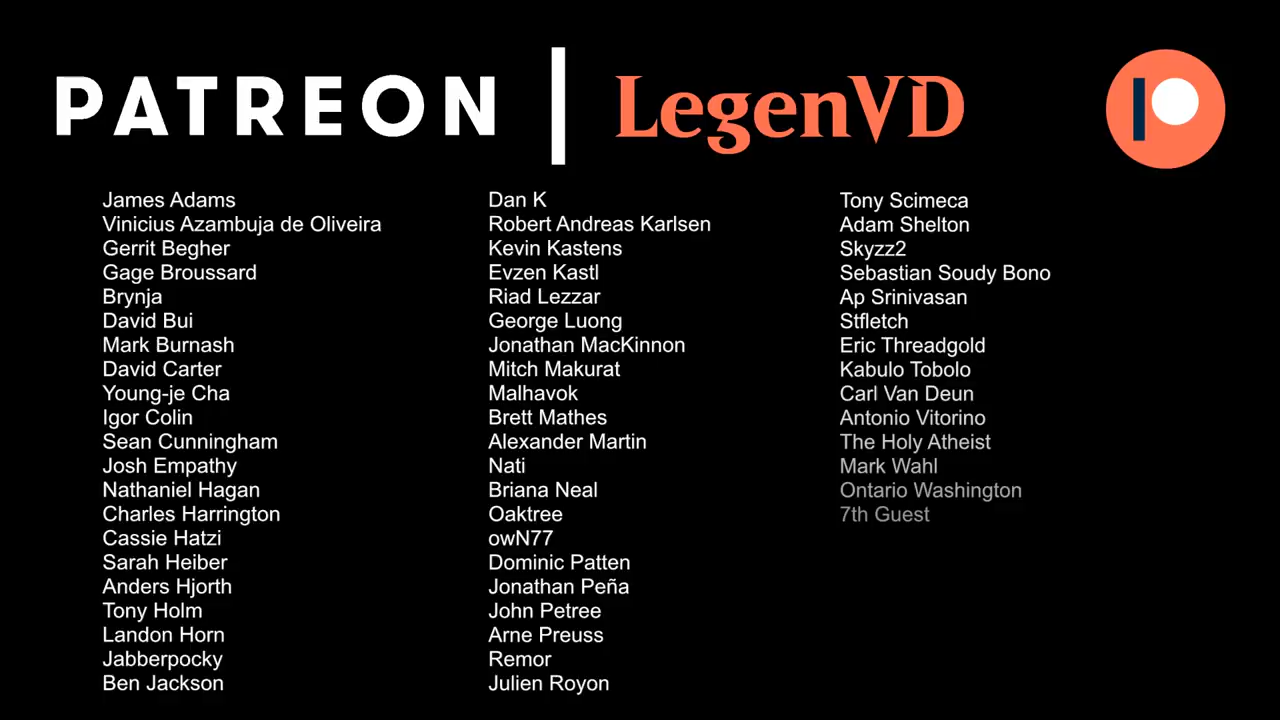 PATREON | LegenVD
James Adams
Vinicius Azambuja de Oliveira
Gerrit Begher
Gage Broussard
Brynja
David Bui
Mark Burnash
David Carter
Young-je Cha
Igor Colin
Sean Cunningham
Josh Empathy
Nathaniel Hagan
Charles Harrington
Cassie Hatzi
Sarah Heiber
Anders Hjorth
Tony Holm
Landon Horn
Jabberpocky
Ben Jackson
Dan K
Robert Andreas Karlsen
Kevin Kastens
Evzen Kastl
Riad Lezzar
George Luong
Jonathan MacKinnon
Mitch Makurat
Malhavok
Brett Mathes
Alexander Martin
Nati
Briana Neal
Oaktree
owN77
Dominic Patten
Jonathan Peña
John Petree
Arne Preuss
Remor
Julien Royon
Tony Scimeca
Adam Shelton
Skyzz2
Sebastian Soudy Bono
Ap Srinivasan
Stfletch
Eric Threadgold
Kabulo Tobolo
Carl Van Deun
Antonio Vitorino
The Holy Atheist
Mark Wahl
Ontario Washington
7th Guest